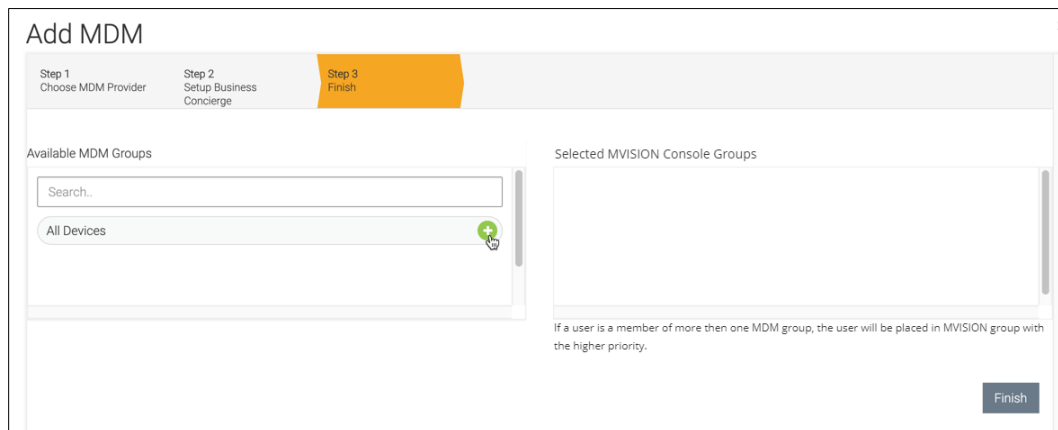 Add MDM
Step 1
Choose MDM Provider
Step 2
Setup Business
Concierge
Step 3
Finish
Available MDM Groups
Search..
All Devices
Selected MVISION Console Groups
If a user is a member of more then one MDM group, the user will be placed in MVISION group with
the higher priority.
Finish